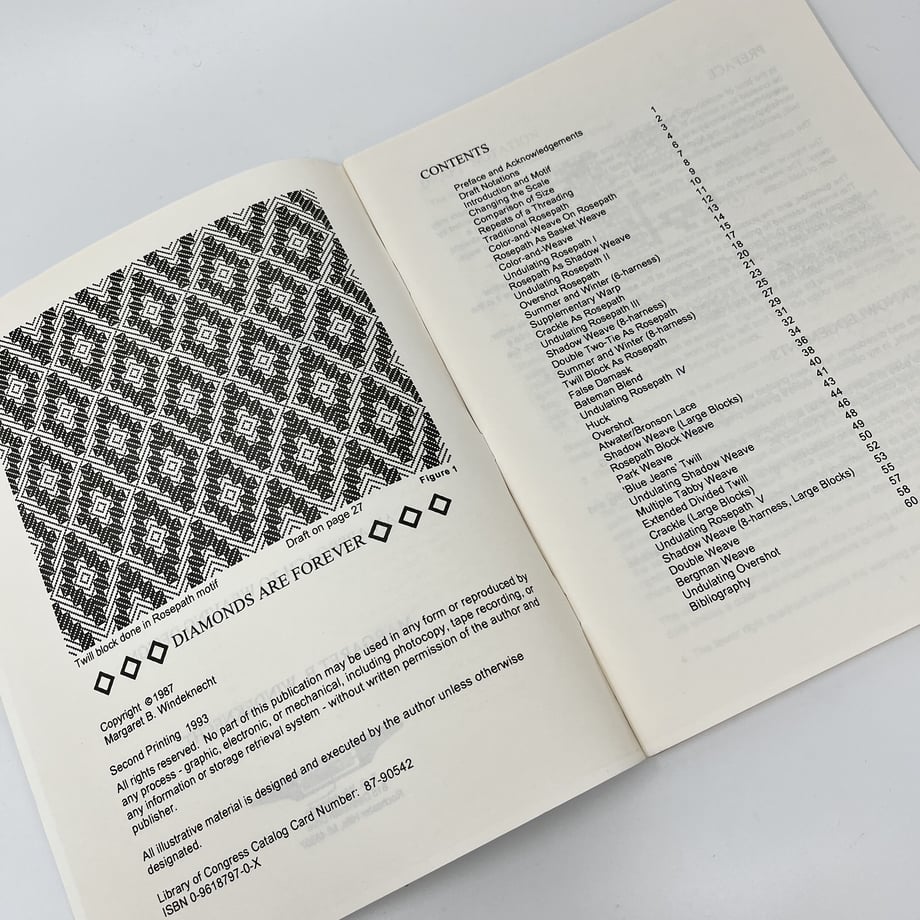 Figure 1
Draft on page 27
Twill block done in Rosepath motif
DIAMONDS ARE FOREVER
Copyright ©1987
Margaret B. Windeknecht
Second Printing 1993
All rights reserved. No part of this publication may be used in any form or reproduced by
any process - graphic, electronic, or mechanical, including photocopy, tape recording, or
any information or storage retrieval system - without written permission of the author and
publisher.
All illustrative material is designed and executed by the author unless otherwise
designated.
Library of Congress Catalog Card Number: 87-90542
ISBN 0-9618797-0-X
CONTENTS
Preface and Acknowledgements
Draft Notations
Introduction and Motif
Changing the Scale
Comparison of Size
Repeats of a Threading
Traditional Rosepath
Color-and-Weave On Rosepath
Rosepath As Basket Weave
Color-and-Weave
Undulating Rosepath I
Rosepath As Shadow Weave
Undulating Rosepath II
Overshot Rosepath
Summer and Winter (6-harness)
Supplementary Warp
Crackle As Rosepath
Undulating Rosepath III
Shadow Weave (8-harness)
Double Two-Tie As Rosepath
Summer and Winter (8-harness)
Twill Block As Rosepath
False Damask
Bateman Blend
Undulating Rosepath IV
Huck
Overshot
Atwater/Bronson Lace
Shadow Weave (Large Blocks)
Rosepath Block Weave
Park Weave
Blue Jeans Twill
Undulating Shadow Weave
Multiple Tabby Weave
Extended Divided Twill
Crackle (Large Blocks)
Undulating Rosepath V
Shadow Weave (8-harness, Large Blocks)
Double Weave
Bergman Weave
Undulating Overshot
Bibliography
1
2
3
4
6
7
8
9
10
11
12
13
14
15
17
18
20
21
23
25
27
29
31
32
34
36
38
40
41
43
44
46
48
49
50
52
53
55
57
58
60